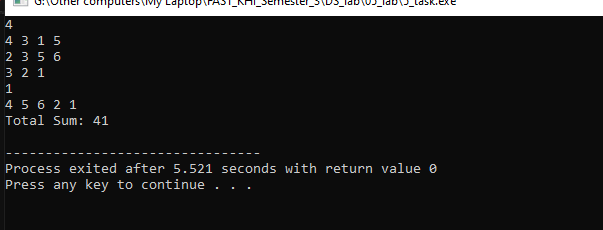 G:\Other computers\My Laptop\FAST_KHI_Semester_3\DS_lab\05_lab\5_task.exe
4
4 3 1 5
2 3 5 6
3 2 1
1
4 5 6 2 1
Total Sum: 41
--------------------------------
Process exited after 5.521 seconds with return value 0
Press any key to continue . . .